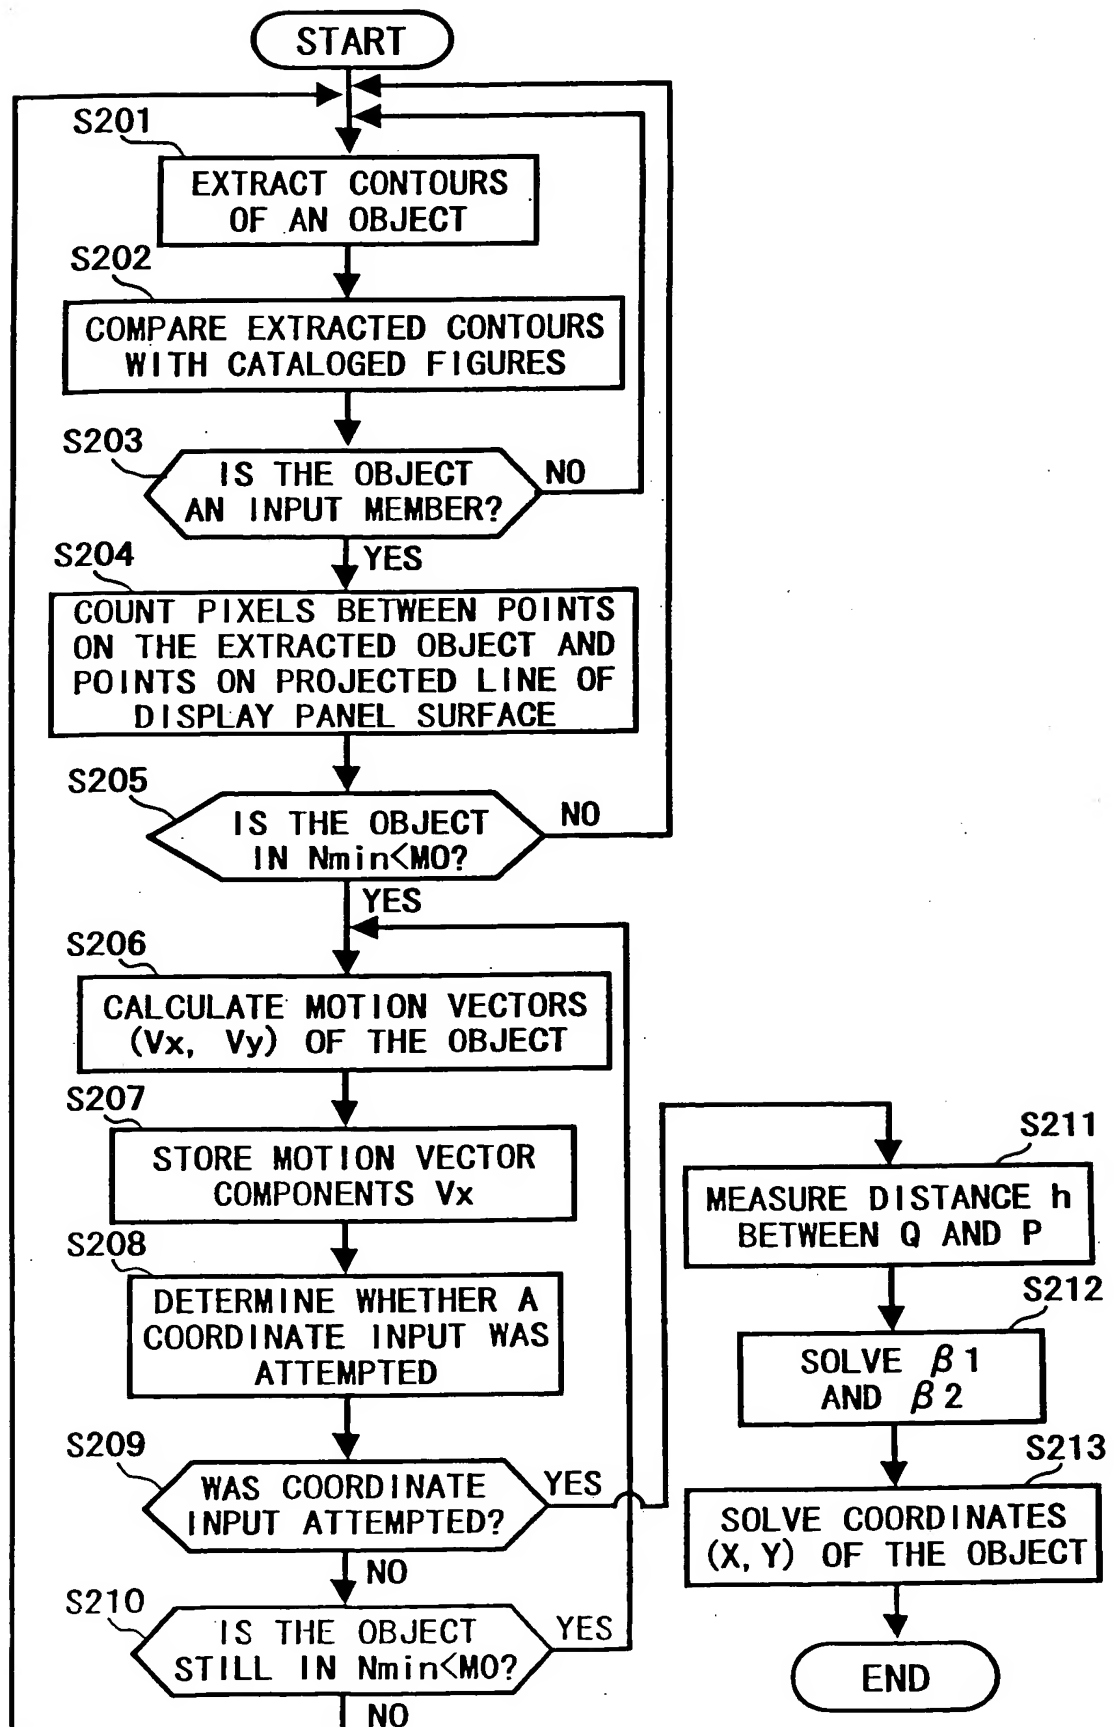 START
S201
EXTRACT CONTOURS
OF AN OBJECT
S202
COMPARE EXTRACTED CONTOURS
WITH CATALOGED FIGURES
S203
IS THE OBJECT
AN INPUT MEMBER?
NO
YES
S204
COUNT PIXELS BETWEEN POINTS
ON THE EXTRACTED OBJECT AND
POINTS ON PROJECTED LINE OF
DISPLAY PANEL SURFACE
S205
IS THE OBJECT
IN Nmin<MO?
NO
YES
S206
CALCULATE MOTION VECTORS
(Vx, Vy) OF THE OBJECT
S207
STORE MOTION VECTOR
COMPONENTS Vx
S208
DETERMINE WHETHER A
COORDINATE INPUT WAS
ATTEMPTED
S209
WAS COORDINATE
INPUT ATTEMPTED?
YES
NO
S210
IS THE OBJECT
STILL IN Nmin<MO?
YES
NO
S211
MEASURE DISTANCE h
BETWEEN Q AND P
S212
SOLVE β1
AND β2
S213
SOLVE COORDINATES
(X, Y) OF THE OBJECT
END